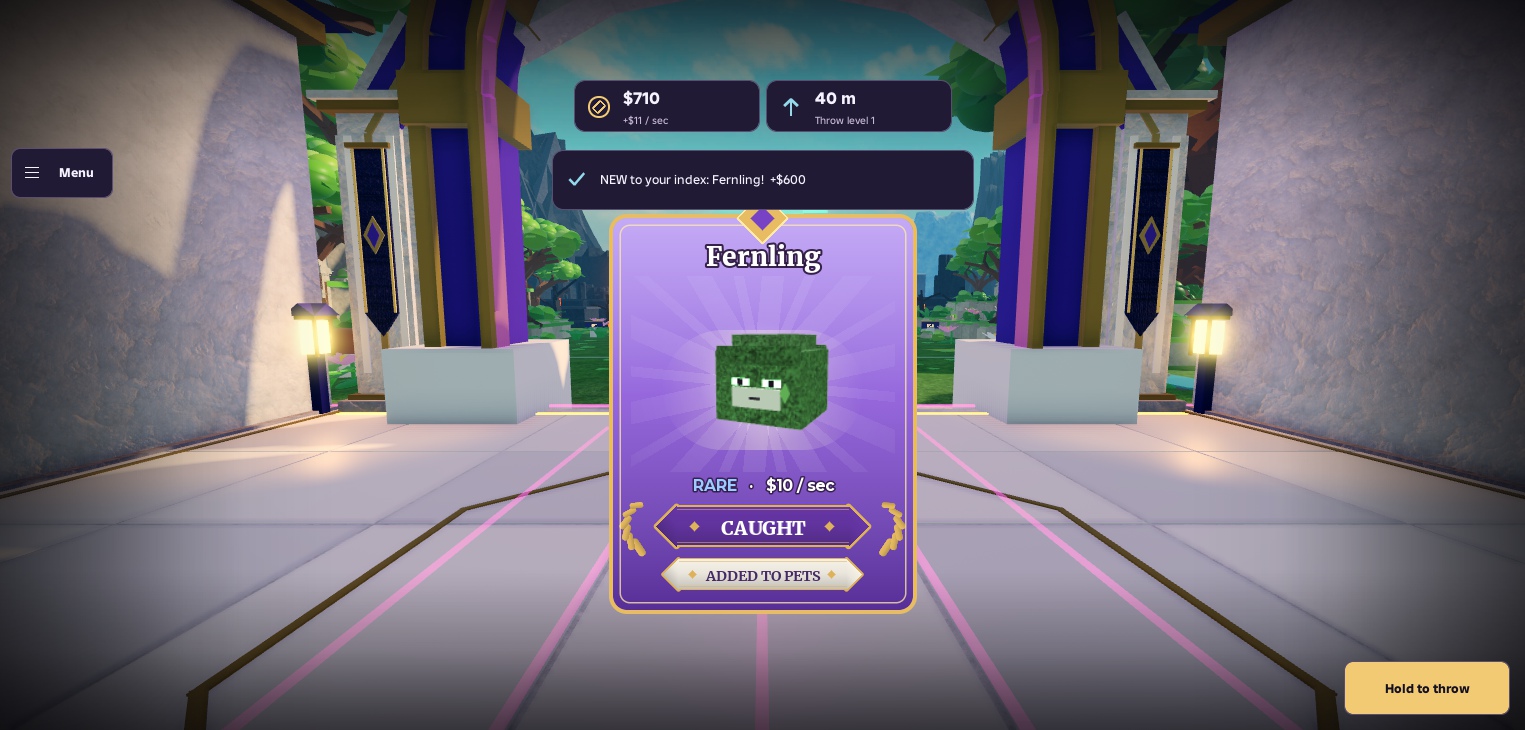 $710
+$11 / sec
40 m
Throw level 1
Menu
NEW to your index: Fernling! +$600
Fernling
RARE · $10 / sec
CAUGHT
ADDED TO PETS
Hold to throw